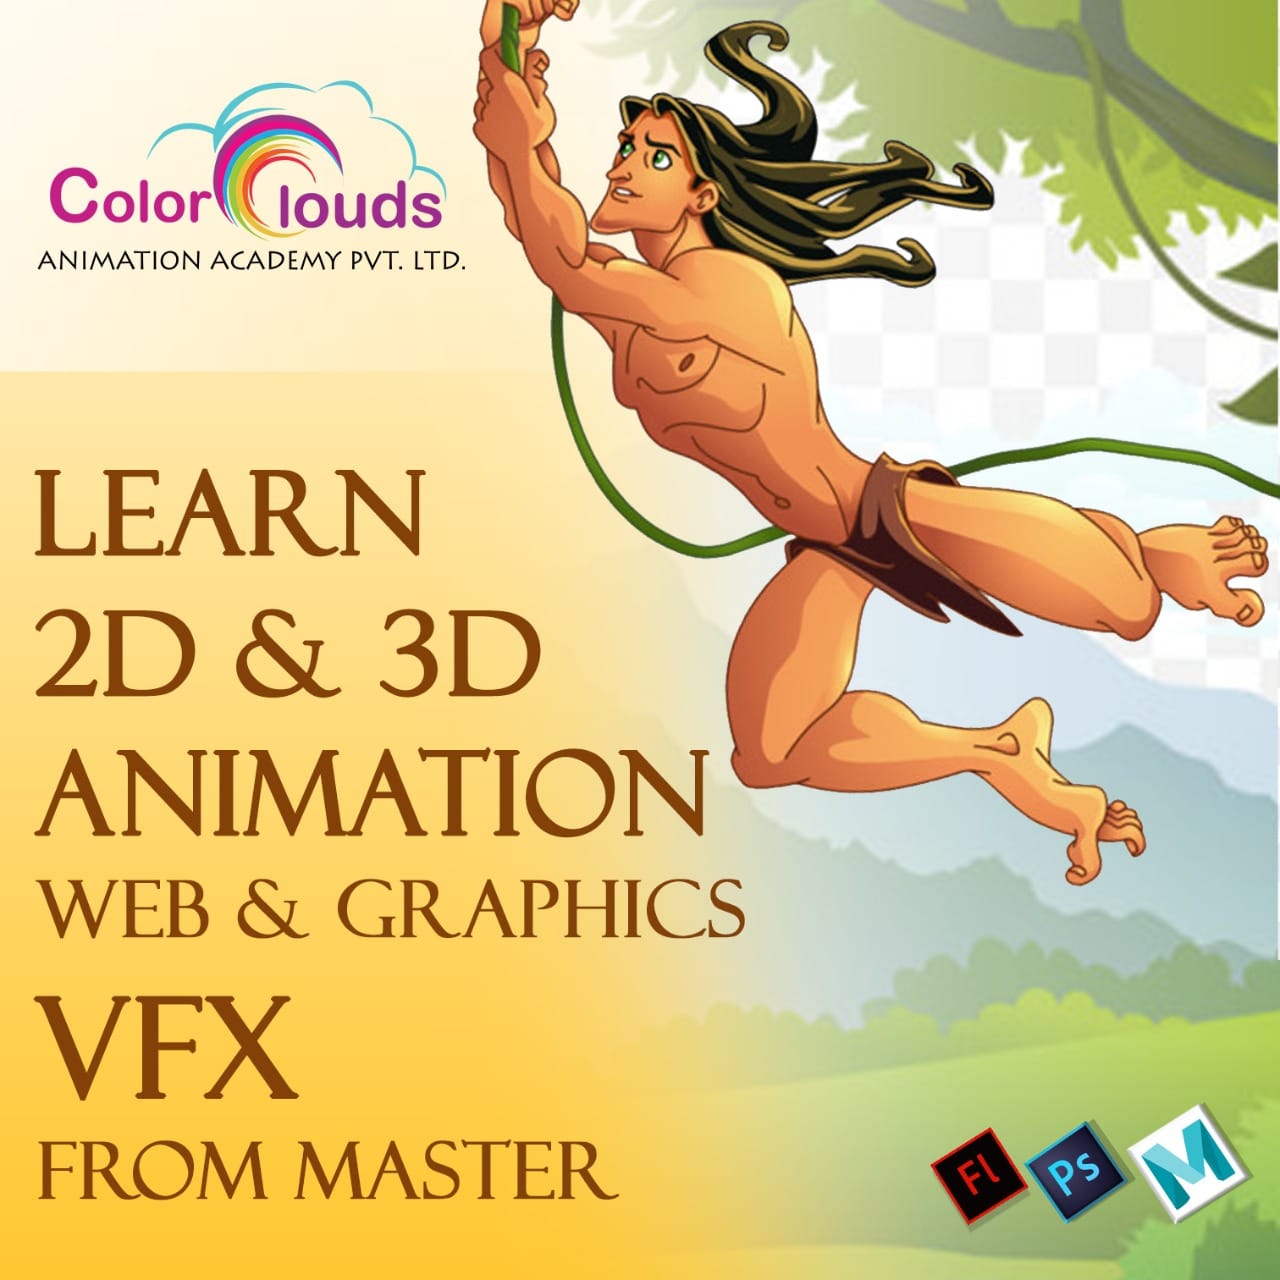 Color Clouds
ANIMATION ACADEMY PVT. LTD.
LEARN
2D & 3D
ANIMATION
WEB & GRAPHICS
VFX
FROM MASTER
Fl Ps M